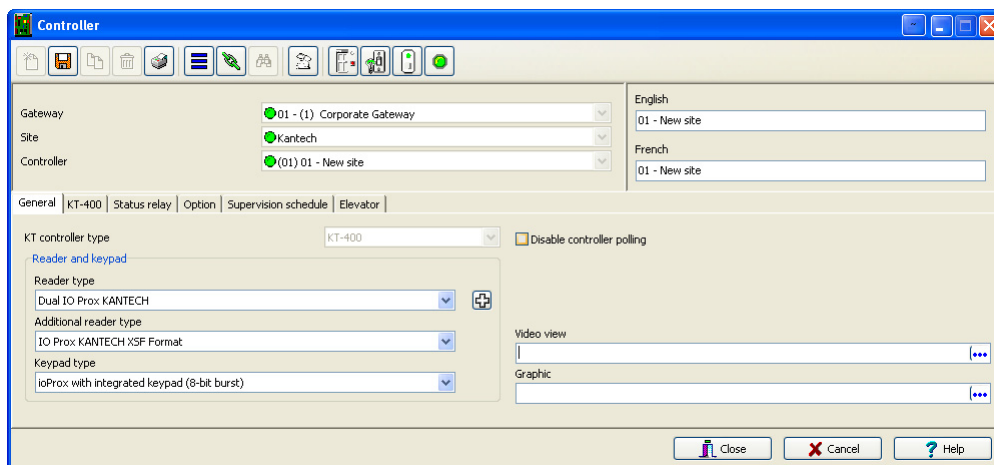 Controller
Gateway
01 - (1) Corporate Gateway
Site
Kantech
Controller
(01) 01 - New site
English
01 - New site
French
01 - New site
General KT-400 Status relay Option Supervision schedule Elevator
KT controller type
KT-400
Disable controller polling
Reader and keypad
Reader type
Dual IO Prox KANTECH
Additional reader type
IO Prox KANTECH XSF Format
Keypad type
ioProx with integrated keypad (8-bit burst)
Video view
Graphic
Close Cancel Help